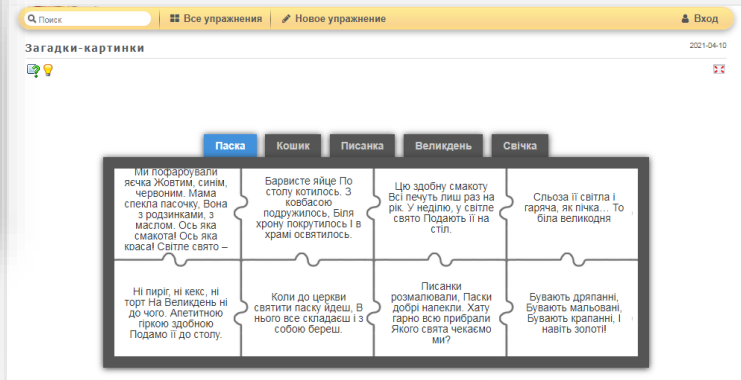 Поиск
Все упражнения
Новое упражнение
Вход
Загадки-картинки
2021-04-10
Паска
Кошик
Писанка
Великдень
Свічка
Ми пофарбували
яєчка Жовтим, синім,
червоним. Мама
спекла пасочку, Вона
з родзинками, з
маслом. Ось яка
смакота! Ось яка
краса! Світле свято –
Барвисте яйце По
столу котилось. З
ковбасою
подружилось, Біля
хрону покрутилось І в
храмі освятилось.
Цю здобну смакоту
Всі печуть лиш раз на
рік. У неділю, у світле
свято Подають її на
стіл.
Сльоза її світла і
гаряча, як пічка… То
біла великодня
Ні пиріг, ні кекс, ні
торт На Великдень ні
до чого. Апетитною
гіркою здобною
Подамо її до столу.
Коли до церкви
святити паску йдеш, В
нього все складаєш і з
собою береш.
Писанки
розмалювали, Паски
добрі напекли. Хату
гарно всю прибрали
Якого свята чекаємо
ми?
Бувають дряпанні,
Бувають мальовані,
Бувають крапанні, І
навіть золоті!